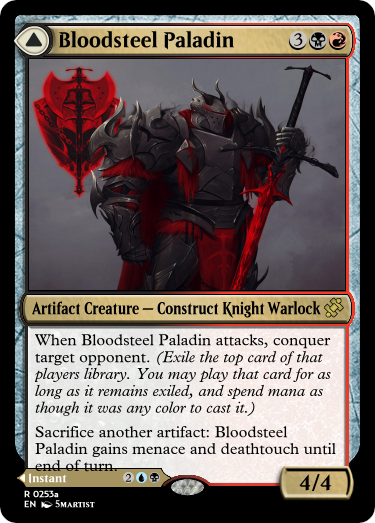 Bloodsteel Paladin 3
Artifact Creature — Construct Knight Warlock
When Bloodsteel Paladin attacks, conquer
target opponent. (Exile the top card of that
players library. You may play that card for as
long as it remains exiled, and spend mana as
though it was any color to cast it.)
Sacrifice another artifact: Bloodsteel
Paladin gains menace and deathtouch until
end of turn.
Instant 2
4/4
R 0253a
EN 5MARTIST